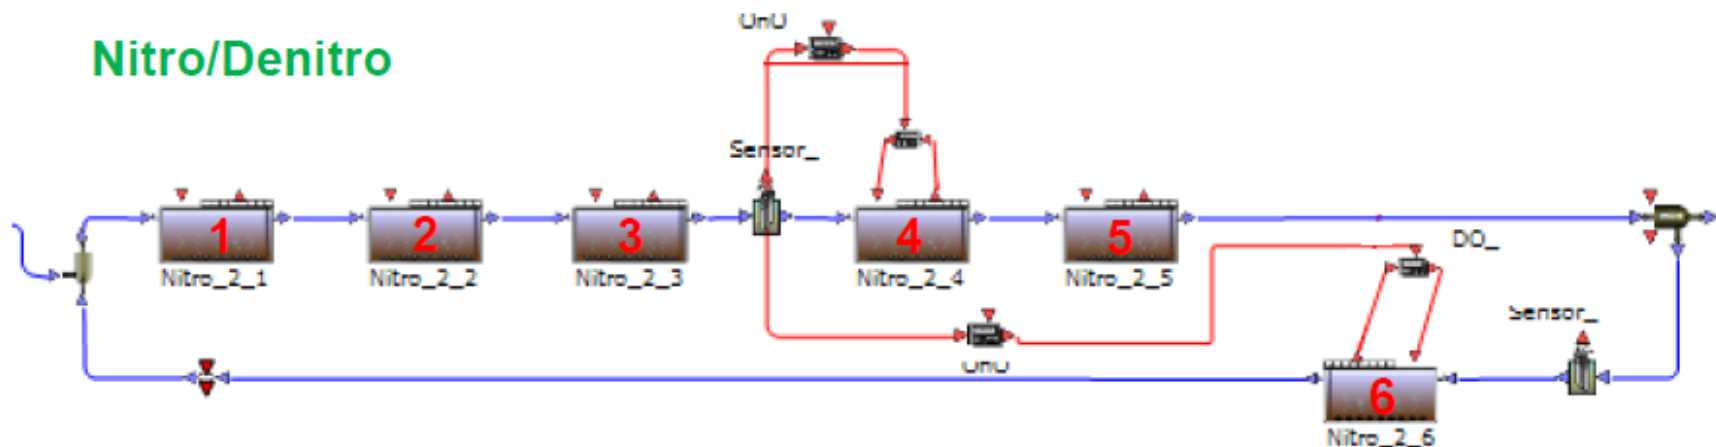 Nitro/Denitro
Sensor_
1
2
3
4
5
Nitro_2_1
Nitro_2_2
Nitro_2_3
Nitro_2_4
Nitro_2_5
DO_
Sensor_
6
Nitro_2_6